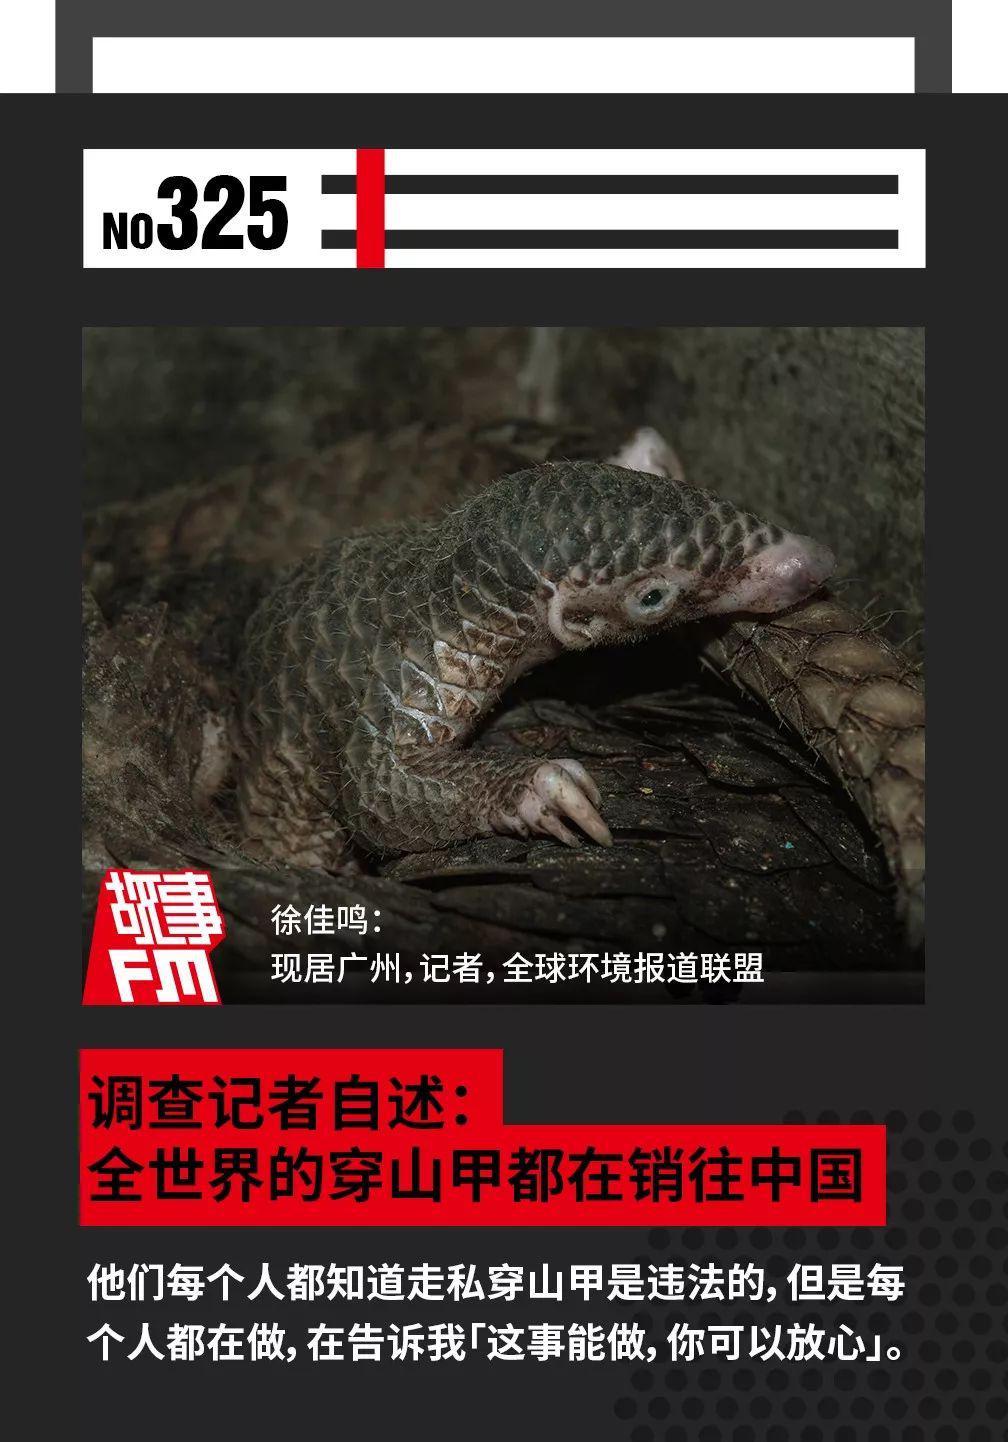 NO325
故事
FM
徐佳鸣：
现居广州，记者，全球环境报道联盟
调查记者自述：
全世界的穿山甲都在销往中国
他们每个人都知道走私穿山甲是违法的，但是每
个人都在做，在告诉我「这事能做，你可以放心」。